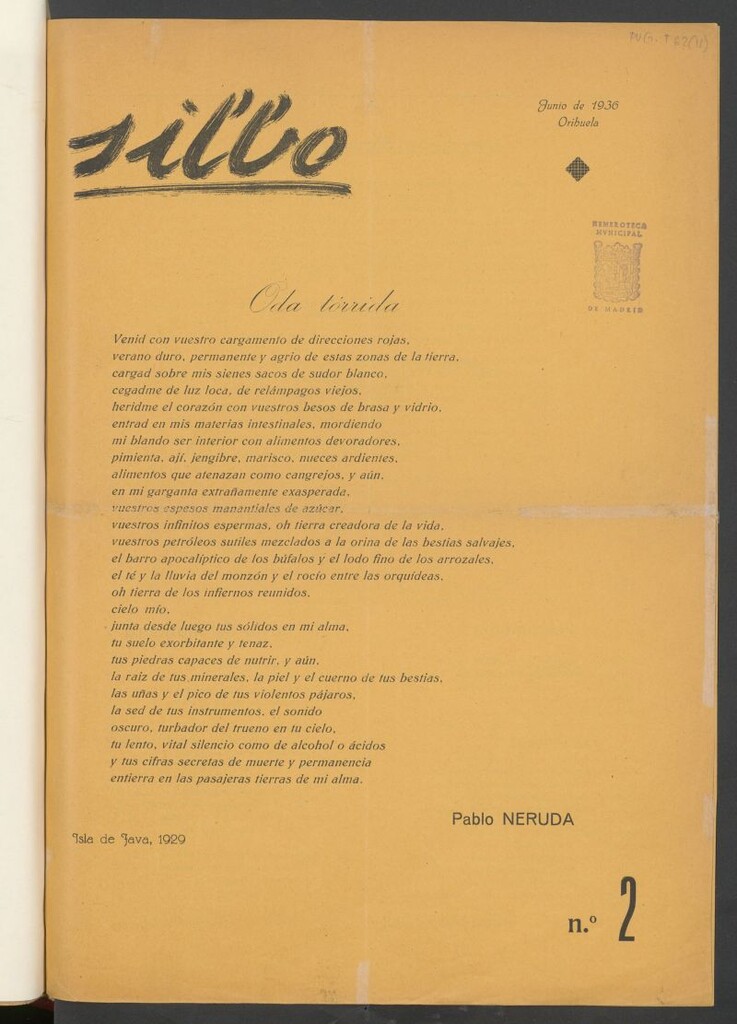 PVG. T 62(11)
silbo
Junio de 1936
Orihuela
HEMEROTECA
MVNICIPAL
DE MADRID
Oda tórrida
Venid con vuestro cargamento de direcciones rojas,
verano duro, permanente y agrio de estas zonas de la tierra,
cargad sobre mis sienes sacos de sudor blanco,
cegadme de luz loca, de relámpagos viejos,
heridme el corazón con vuestros besos de brasa y vidrio,
entrad en mis materias intestinales, mordiendo
mi blando ser interior con alimentos devoradores,
pimienta, ají, jengibre, marisco, nueces ardientes,
alimentos que atenazan como cangrejos, y aún,
en mi garganta extrañamente exasperada,
vuestros espesos manantiales de azúcar,
vuestros infinitos espermas, oh tierra creadora de la vida,
vuestros petróleos sutiles mezclados a la orina de las bestias salvajes,
el barro apocalíptico de los búfalos y el lodo fino de los arrozales,
el té y la lluvia del monzón y el rocío entre las orquídeas,
oh tierra de los infiernos reunidos,
cielo mío,
junta desde luego tus sólidos en mi alma,
tu suelo exorbitante y tenaz,
tus piedras capaces de nutrir, y aún,
la raíz de tus minerales, la piel y el cuerno de tus bestias,
las uñas y el pico de tus violentos pájaros,
la sed de tus instrumentos, el sonido
oscuro, turbador del trueno en tu cielo,
tu lento, vital silencio como de alcohol o ácidos
y tus cifras secretas de muerte y permanencia
entierra en las pasajeras tierras de mi alma.
Pablo NERUDA
Isla de Java, 1929
n.º 2